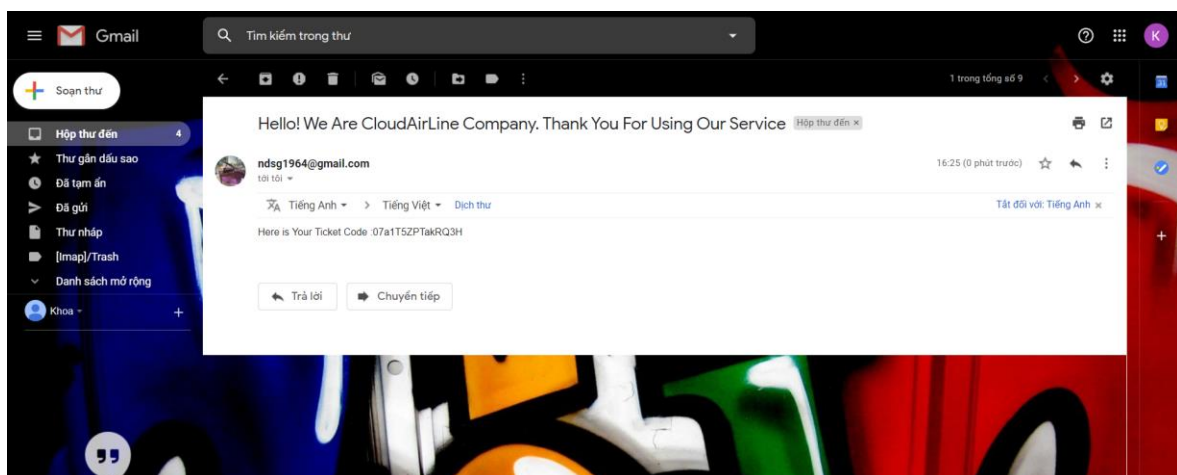 Gmail
Tìm kiếm trong thư
K
Soạn thư
1 trong tổng số 9
31
Hello! We Are CloudAirLine Company. Thank You For Using Our Service Hộp thư đến ×
Hộp thư đến 4
Thư gắn dấu sao
Đã tạm ẩn
Đã gửi
Thư nháp
[Imap]/Trash
Danh sách mở rộng
Khoa
ndsg1964@gmail.com 16:25 (0 phút trước)
tới tôi
Tiếng Anh > Tiếng Việt Dịch thư Tắt đối với: Tiếng Anh ×
Here is Your Ticket Code :07a1T5ZPTakRQ3H
Trả lời Chuyển tiếp